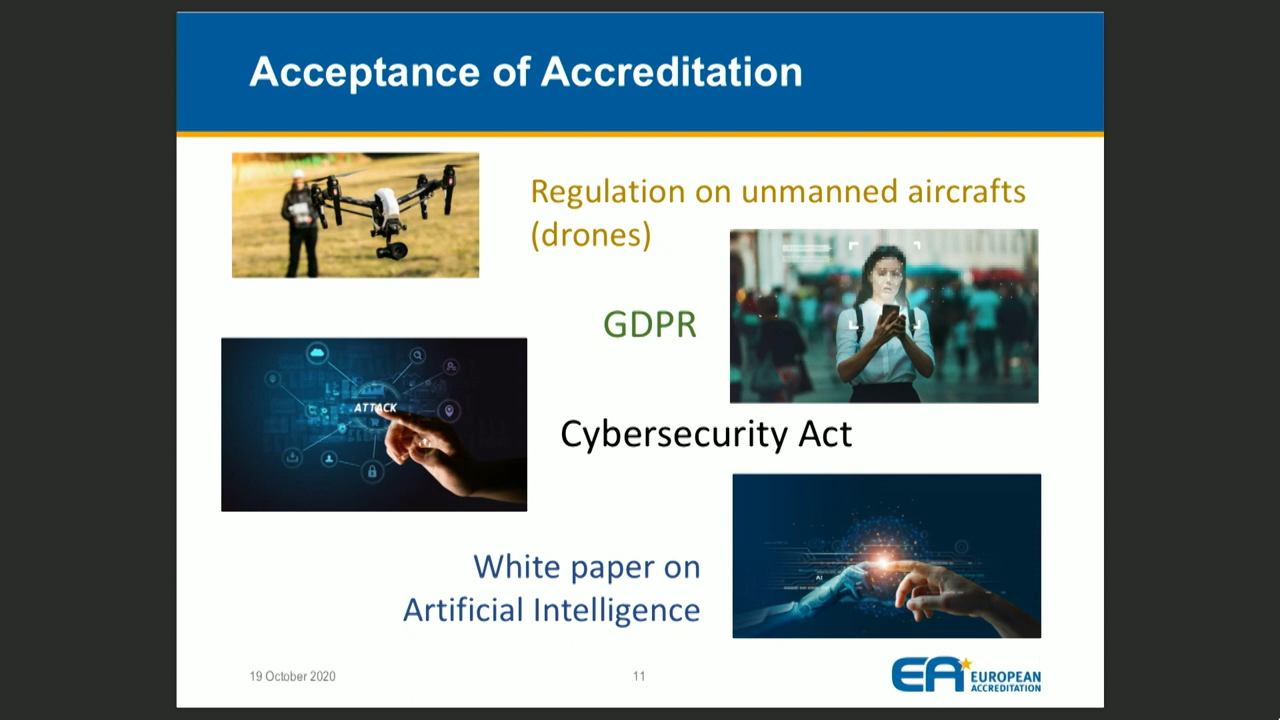 Acceptance of Accreditation
Regulation on unmanned aircrafts
(drones)
GDPR
ATTACK
Cybersecurity Act
AI
White paper on
Artificial Intelligence
19 October 2020
11
EA EUROPEAN
ACCREDITATION